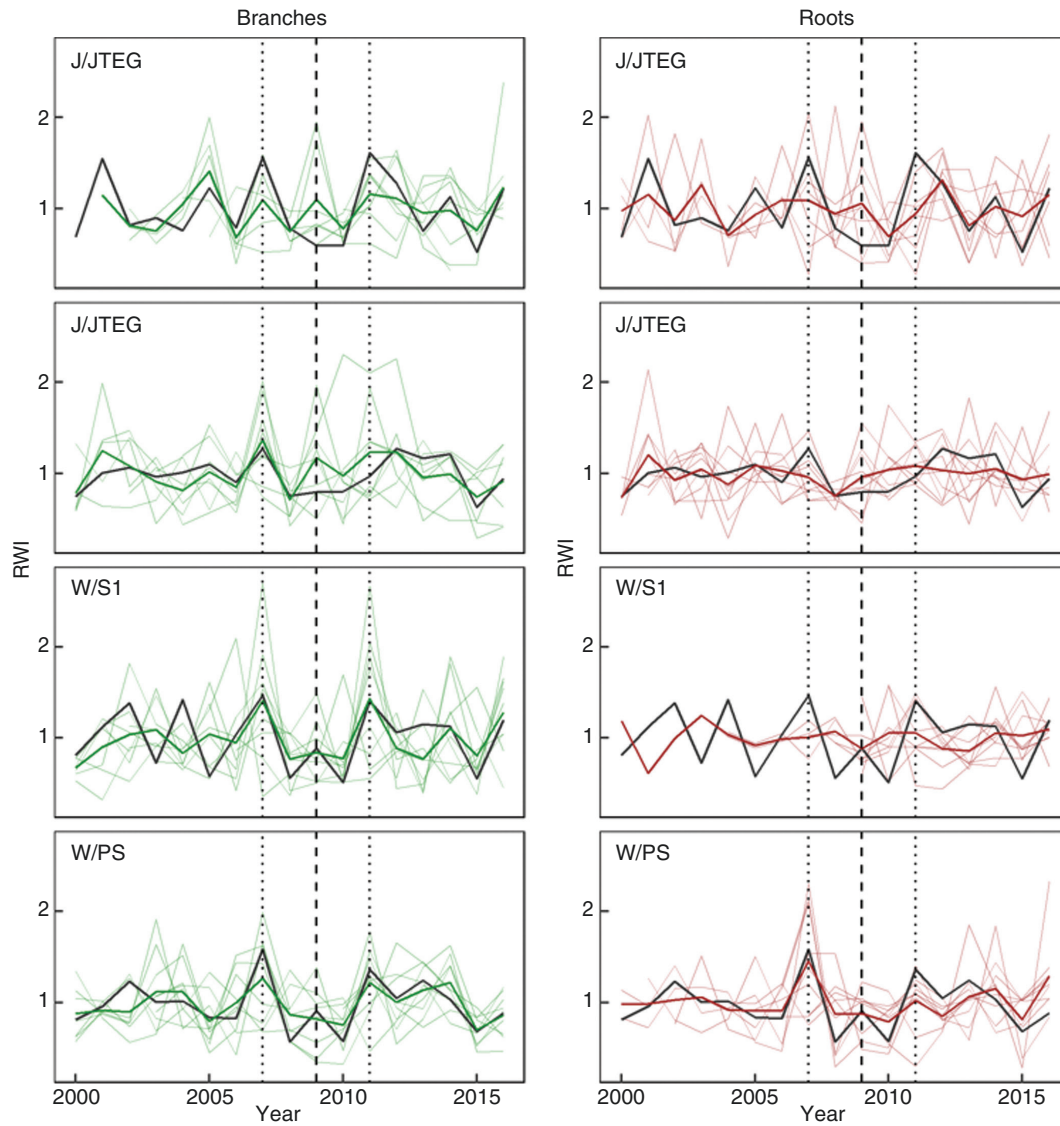 Branches
Roots
J/JTEG
J/JTEG
2
1
2
1
J/JTEG
J/JTEG
2
1
2
1
RWI
RWI
W/S1
W/S1
2
1
2
1
W/PS
W/PS
2
1
2
1
2000 2005 2010 2015
2000 2005 2010 2015
Year
Year